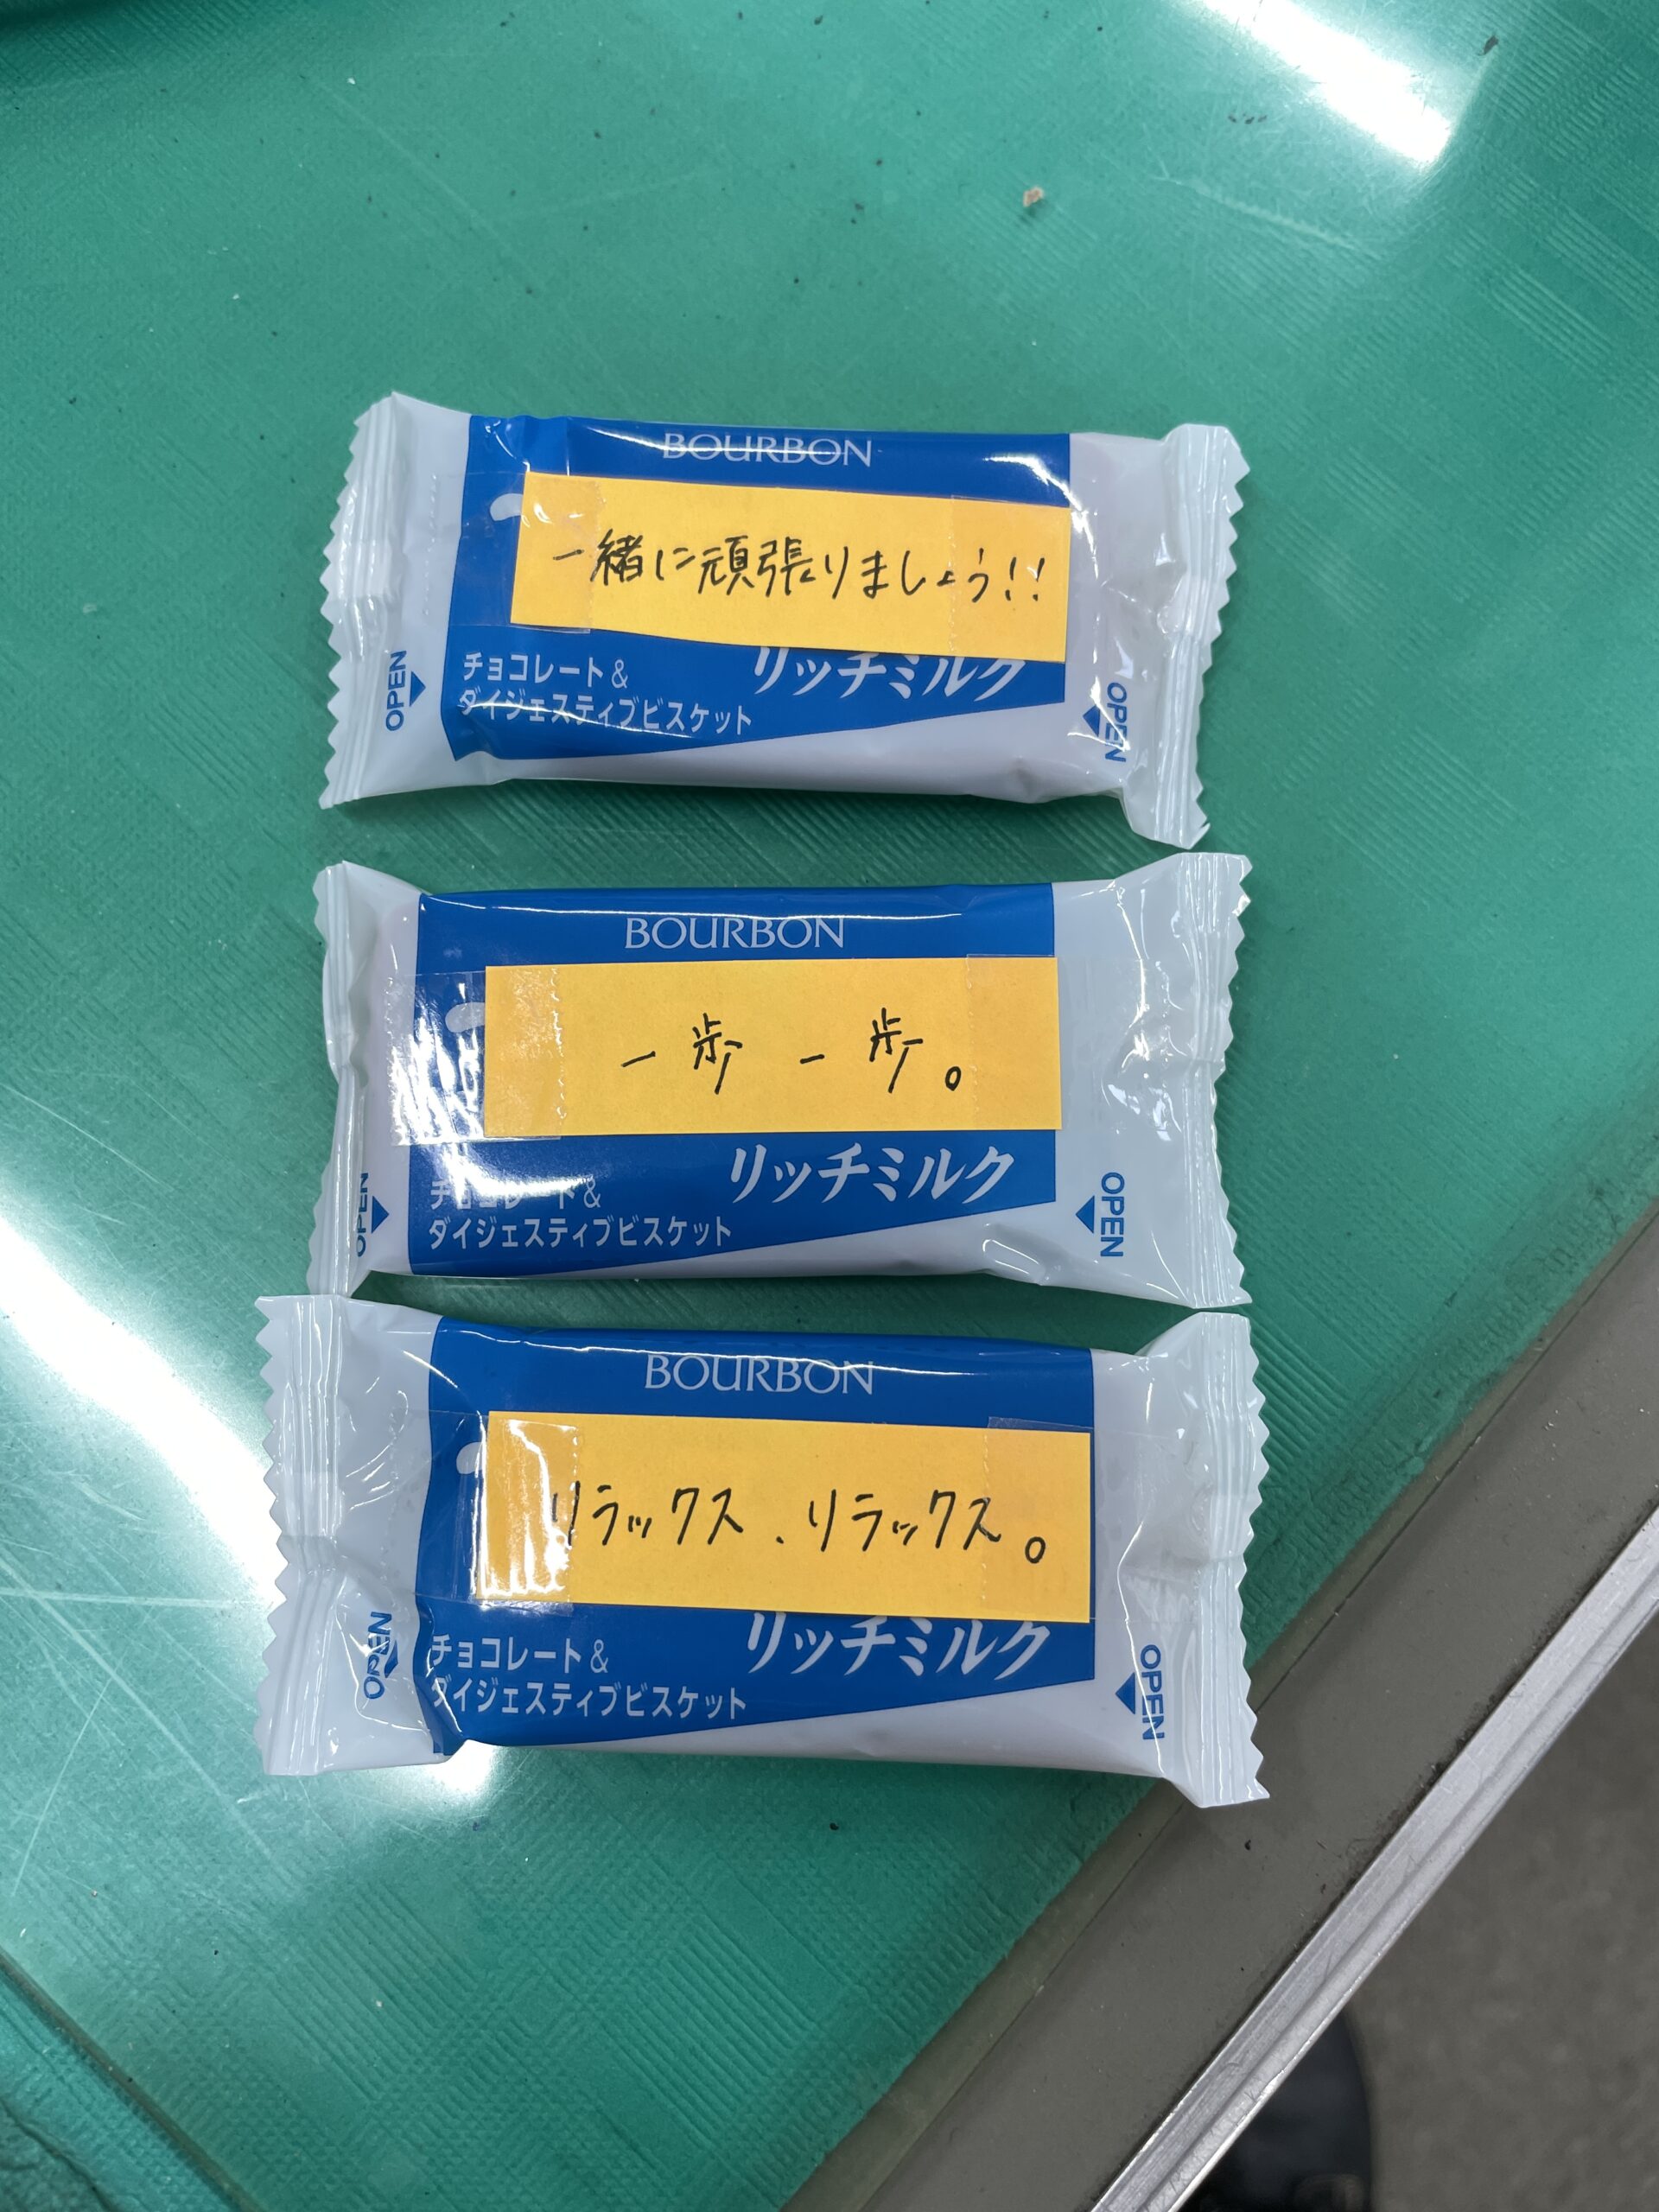 BOURBON
一緒に頑張りましょう!!
チョコレート&
ダイジェスティブビスケット
リッチミルク
OPEN
OPEN
BOURBON
一歩 一歩。
リッチミルク
チョコレート&
ダイジェスティブビスケット
OPEN
OPEN
BOURBON
リラックス、リラックス。
リッチミルク
チョコレート&
ダイジェスティブビスケット
OPEN
OPEN